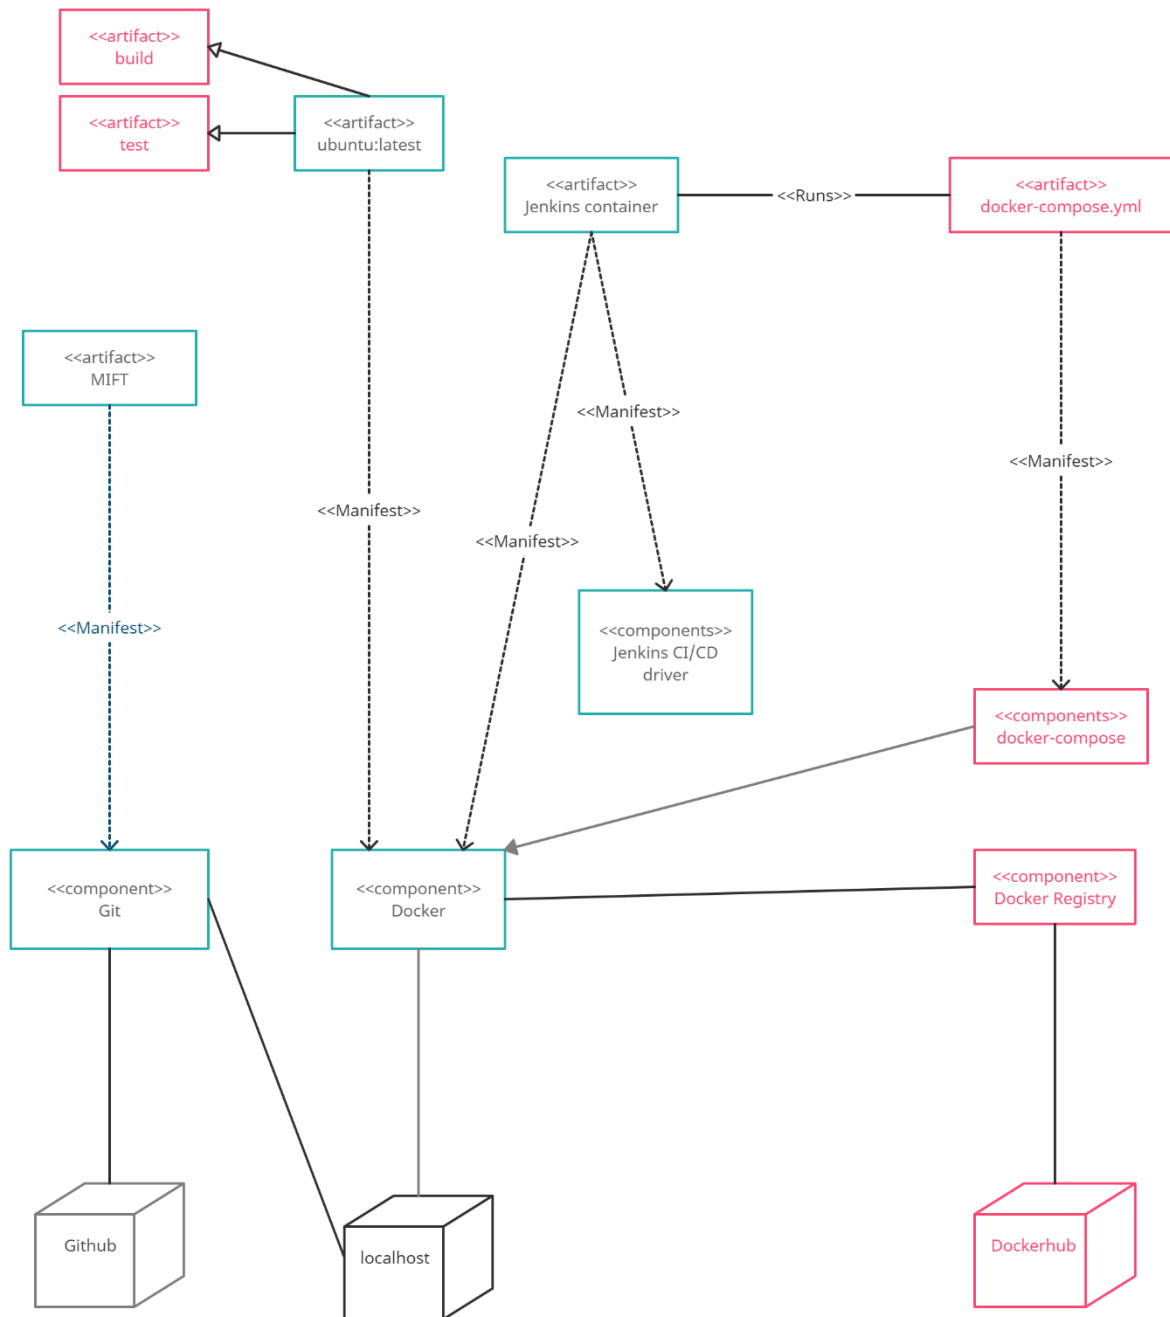 <<artifact>>
build
<<artifact>>
test
<<artifact>>
ubuntu:latest
<<artifact>>
Jenkins container
<<Runs>>
<<artifact>>
docker-compose.yml
<<artifact>>
MIFT
<<Manifest>>
<<Manifest>>
<<Manifest>>
<<Manifest>>
<<Manifest>>
<<components>>
Jenkins CI/CD
driver
<<components>>
docker-compose
<<component>>
Git
<<component>>
Docker
<<component>>
Docker Registry
Github
localhost
Dockerhub